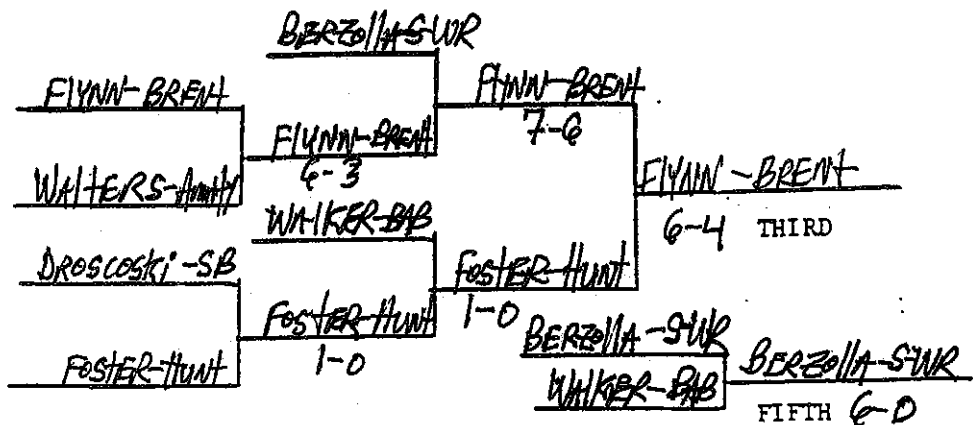 BERZOLLA-SWR
FLYNN-BRENT
FLYNN-BRENT
7-6
FLYNN-BRENT
6-3
WALTERS-AMITY
FLYNN-BRENT
6-4 THIRD
WALKER-BAB
DROSCOSKI-SB
FOSTER-HUNT
1-0
FOSTER-HUNT
1-0
BERZOLLA-SWR
FOSTER-HUNT
BERZOLLA-SWR
WALKER-BAB
FIFTH 6-0